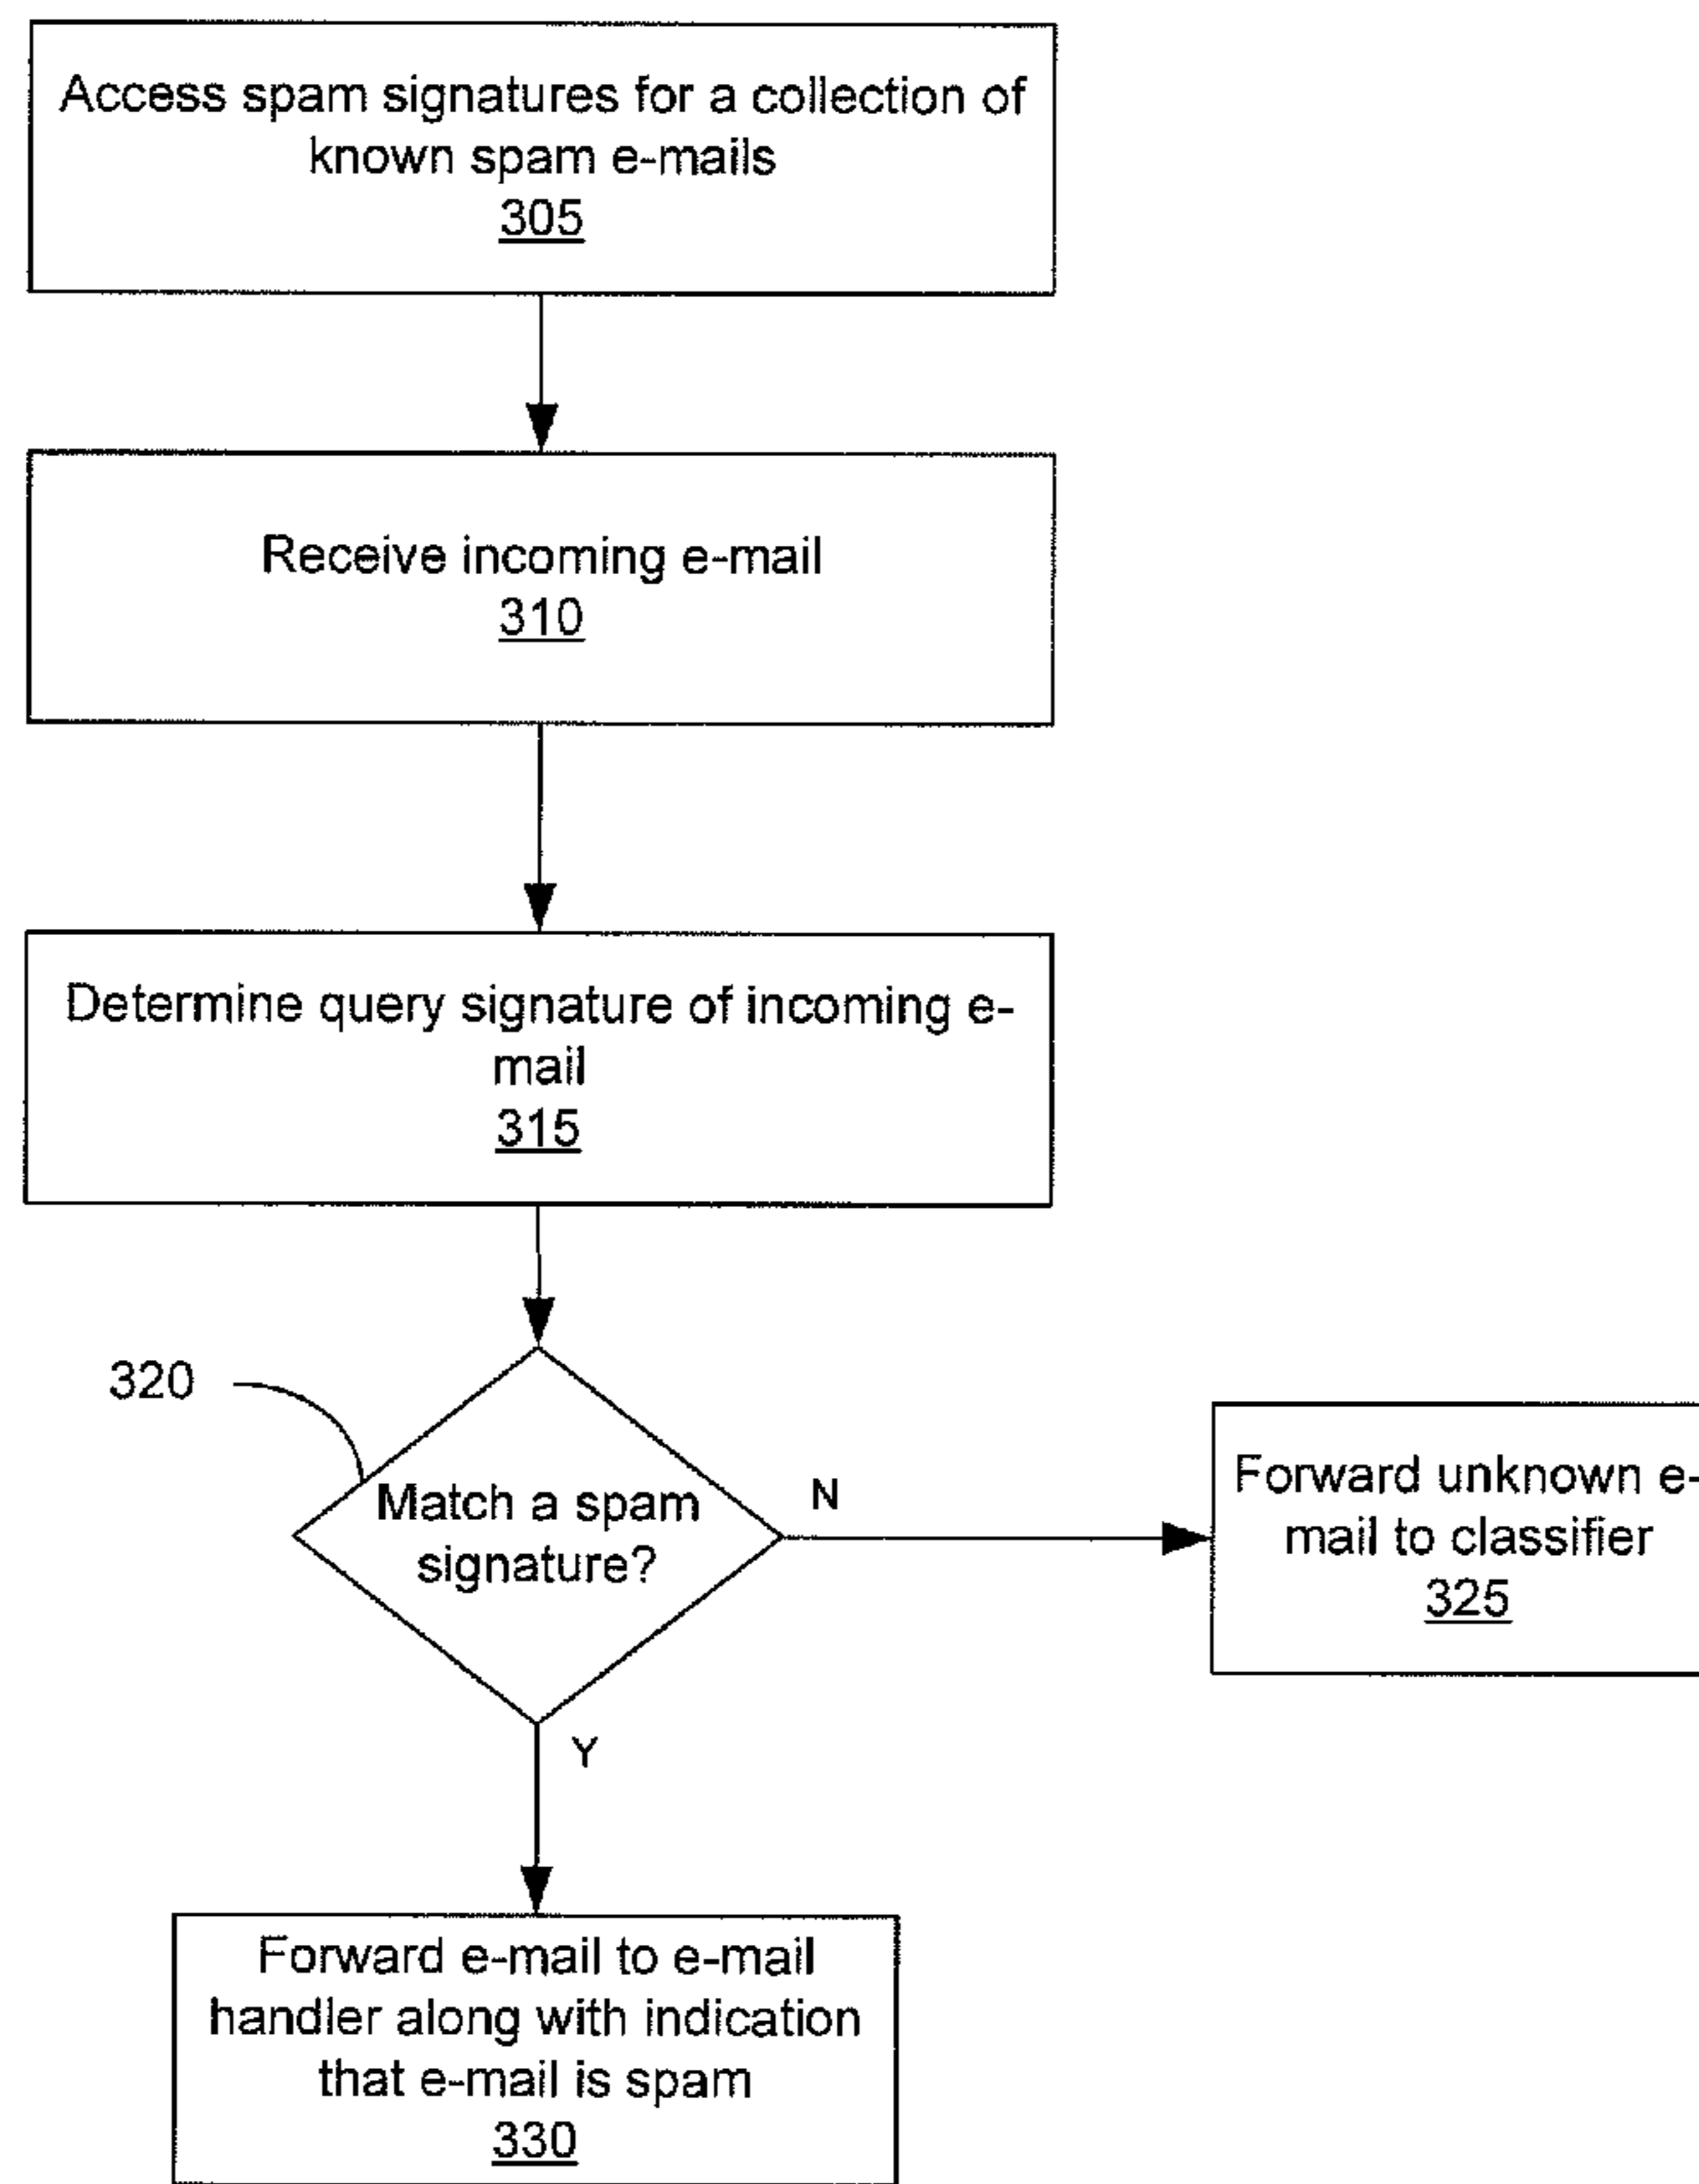 Access spam signatures for a collection of
known spam e-mails
305
Receive incoming e-mail
310
Determine query signature of incoming e-
mail
315
320
Match a spam
signature?
N
Forward unknown e-
mail to classifier
325
Y
Forward e-mail to e-mail
handler along with indication
that e-mail is spam
330